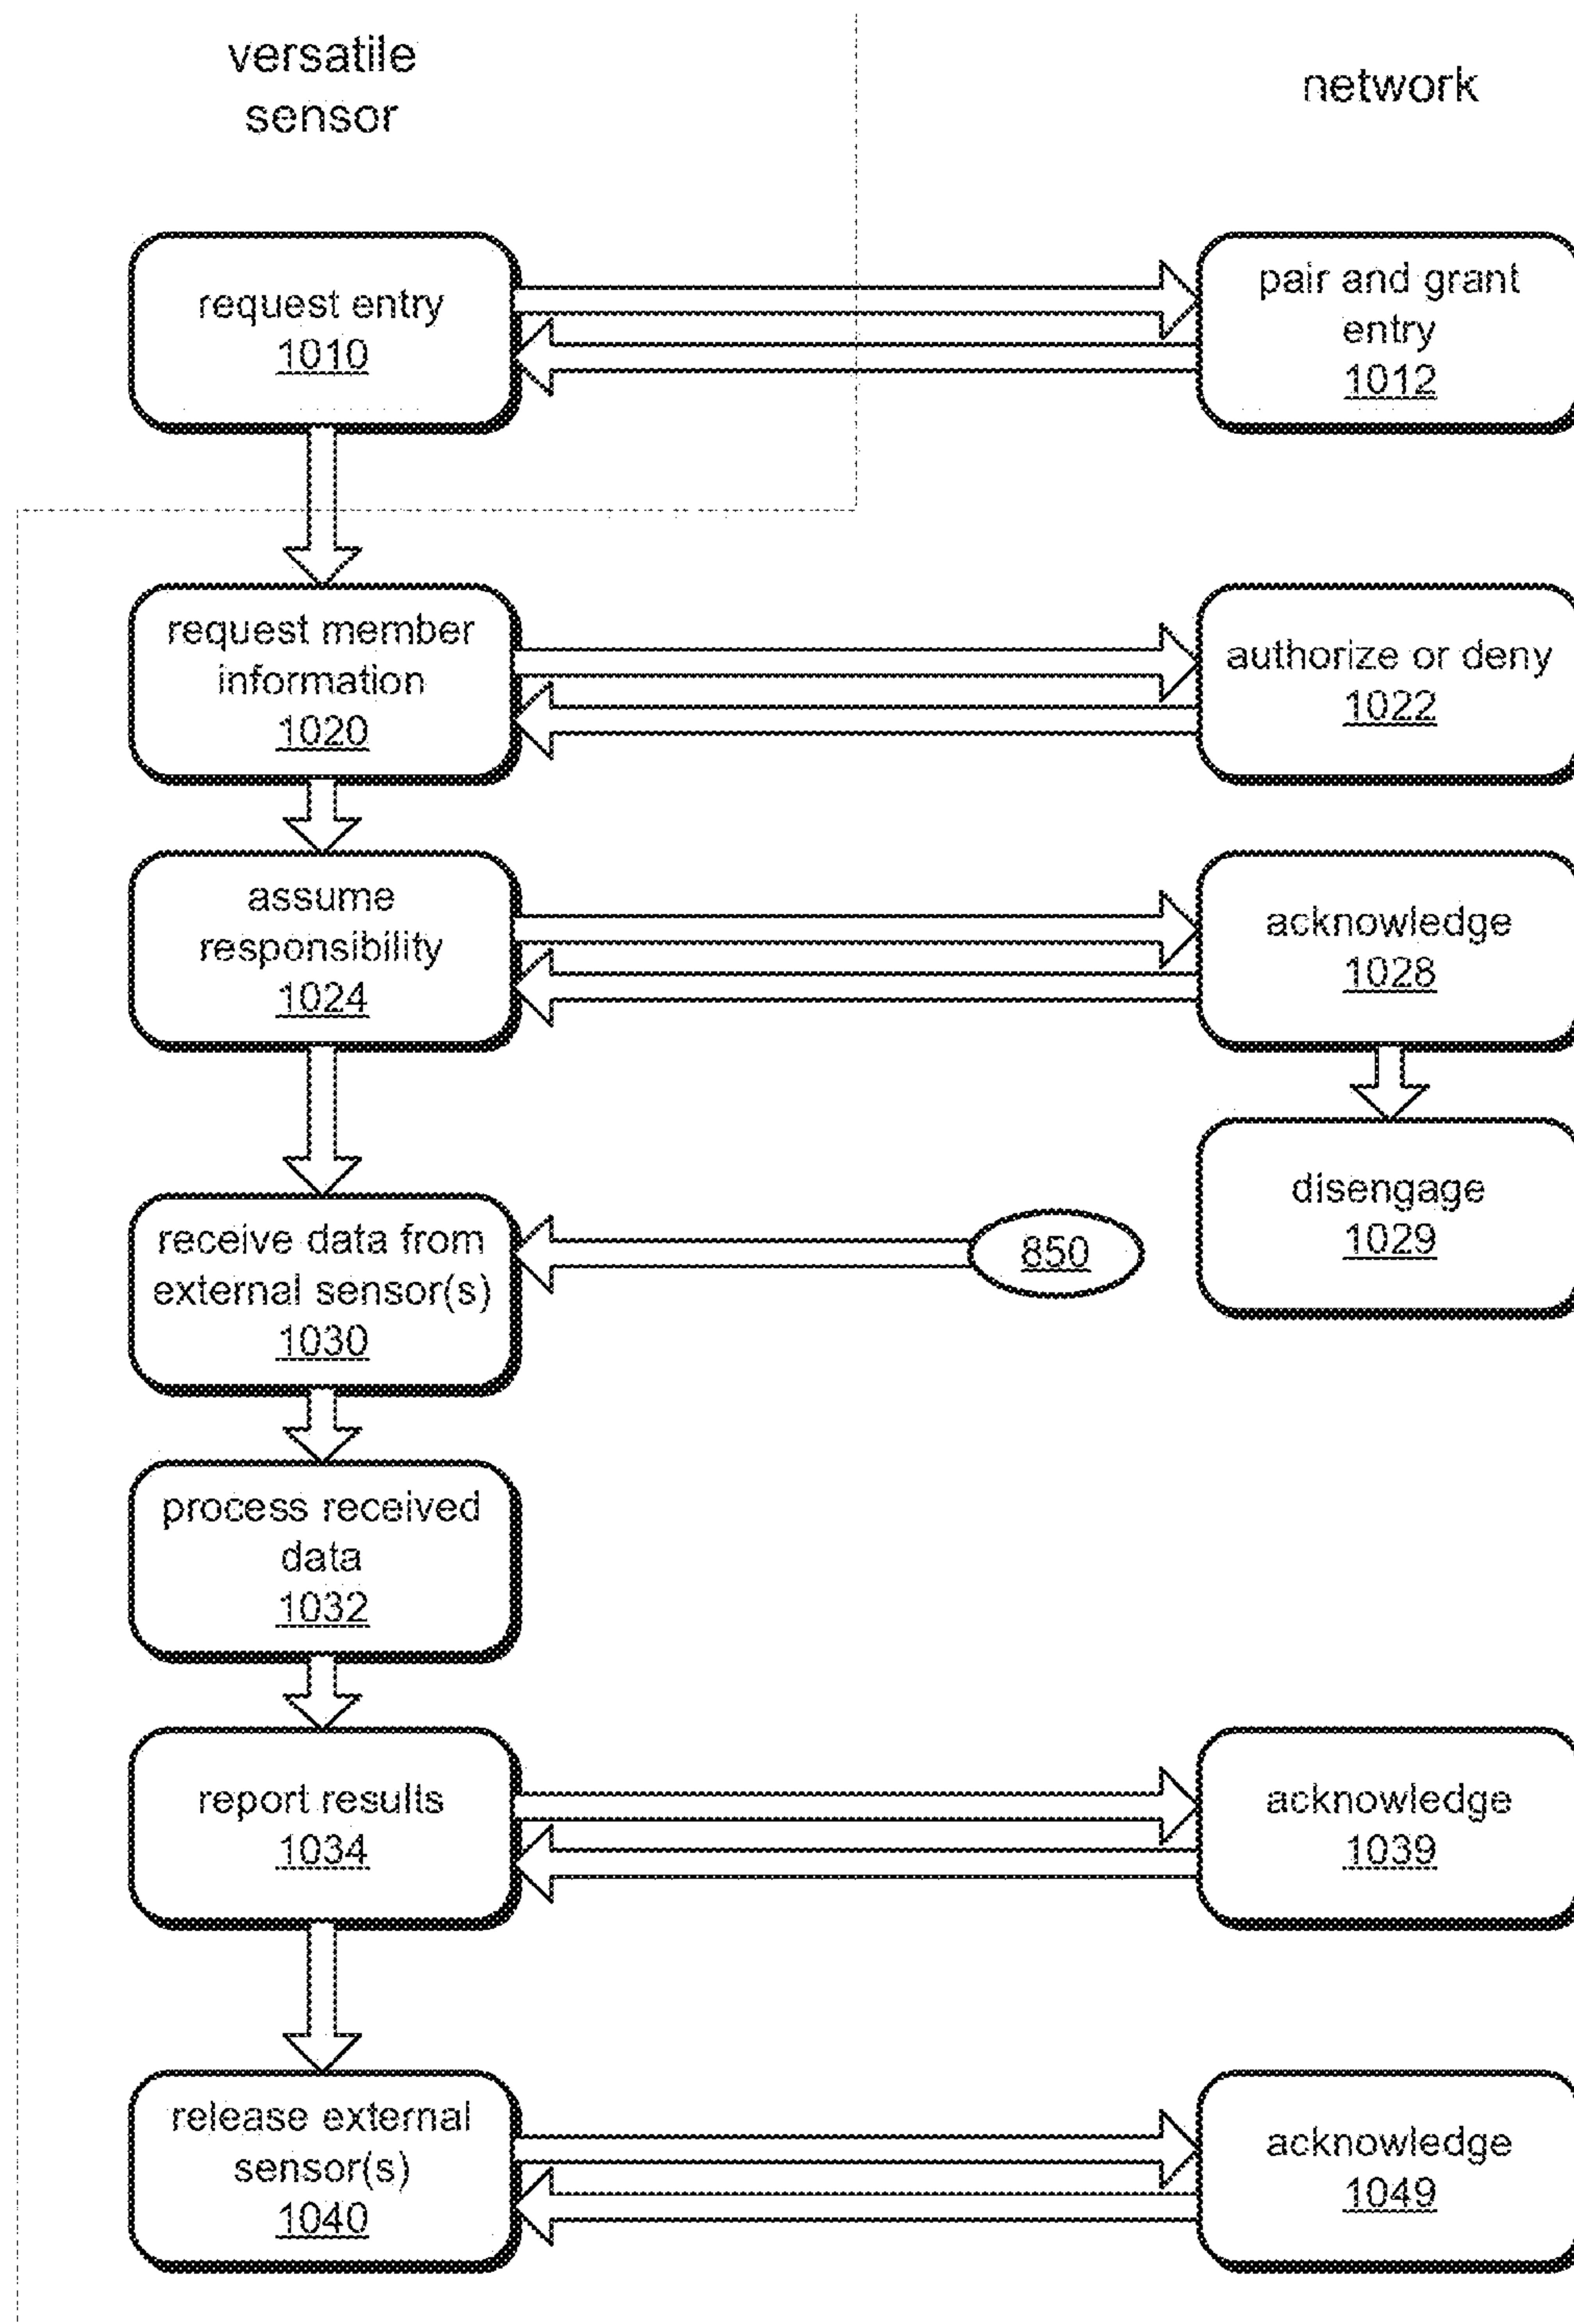 versatile
sensor
network
request entry
1010
pair and grant
entry
1012
request member
information
1020
authorize or deny
1022
assume
responsibility
1024
acknowledge
1028
disengage
1029
receive data from
external sensor(s)
1030
850
process received
data
1032
report results
1034
acknowledge
1039
release external
sensor(s)
1040
acknowledge
1049